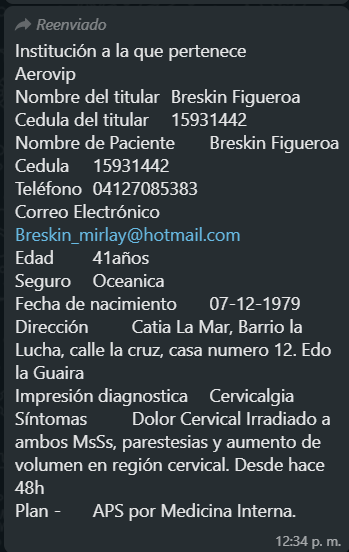 Reenviado
Institución a la que pertenece
Aerovip
Nombre del titular Breskin Figueroa
Cedula del titular 15931442
Nombre de Paciente Breskin Figueroa
Cedula 15931442
Teléfono 04127085383
Correo Electrónico
Breskin_mirlay@hotmail.com
Edad 41años
Seguro Oceanica
Fecha de nacimiento 07-12-1979
Dirección Catia La Mar, Barrio la
Lucha, calle la cruz, casa numero 12. Edo
la Guaira
Impresión diagnostica Cervicalgia
Síntomas Dolor Cervical Irradiado a
ambos MsSs, parestesias y aumento de
volumen en región cervical. Desde hace
48h
Plan - APS por Medicina Interna.
12:34 p. m.